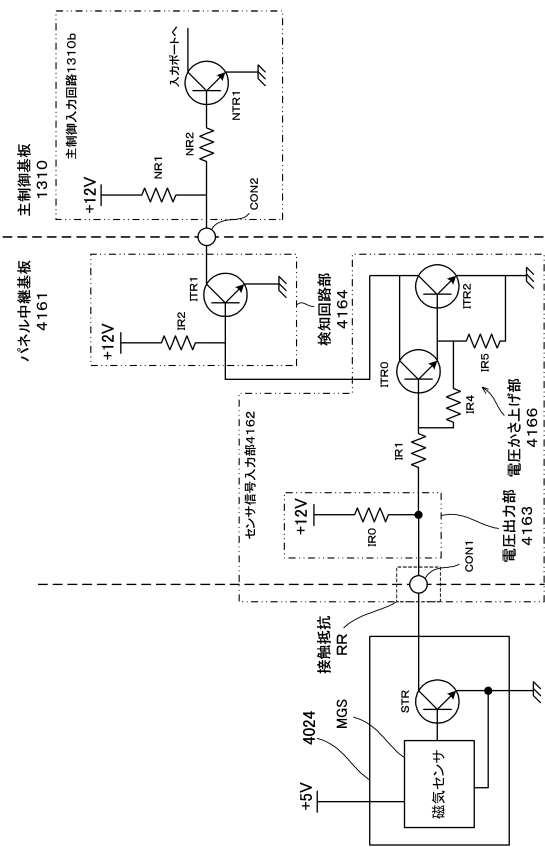 主制御基板
1310
主制御入力回路1310b
入力ポートへ
NTR1
NR2
NR1
+12V
CON2
パネル中継基板
4161
+12V
IR2
ITR1
検知回路部
4164
センサ信号入力部4162
ITR0
ITR2
IR1
IR4
IR5
電圧かさ上げ部
4166
+12V
IR0
電圧出力部
4163
CON1
接触抵抗
RR
4024
MGS
STR
+5V
磁気センサ